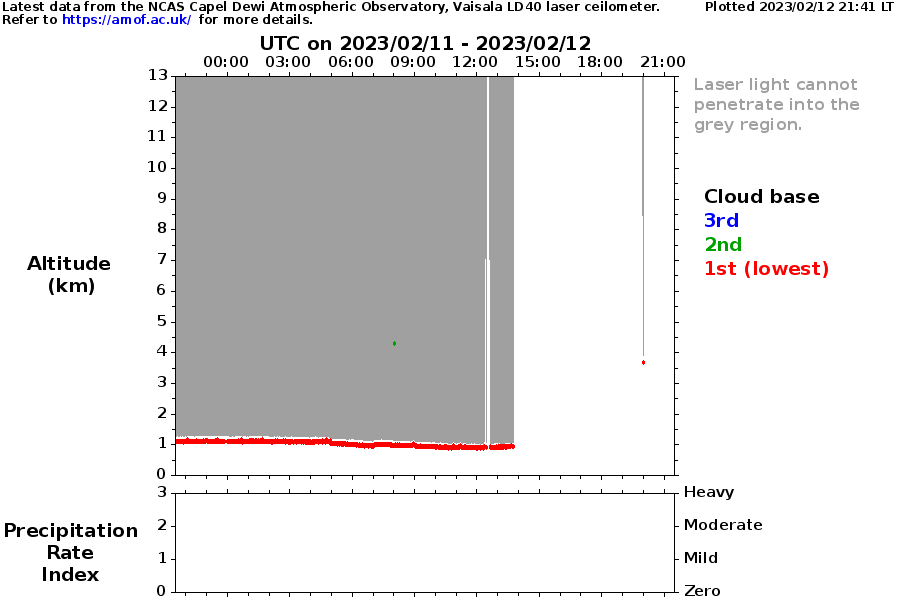 Latest data from the NCAS Capel Dewi Atmospheric Observatory, Vaisala LD40 laser ceilometer. Plotted 2023/02/12 21:41 LT
Refer to https://amof.ac.uk/ for more details.
UTC on 2023/02/11 - 2023/02/12
00:00 03:00 06:00 09:00 12:00 15:00 18:00 21:00
13
12
11
10
9
8
7
6
5
4
3
2
1
0
Altitude
(km)
Laser light cannot
penetrate into the
grey region.
Cloud base
3rd
2nd
1st (lowest)
3 Heavy
2 Moderate
1 Mild
0 Zero
Precipitation
Rate
Index